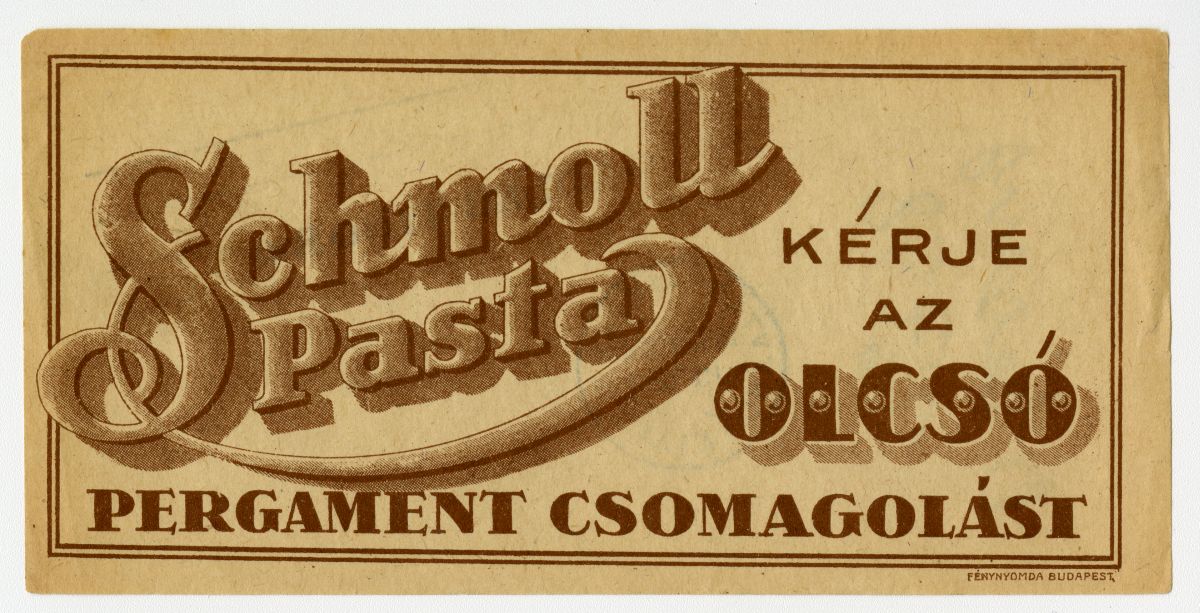 Schmoll
Pasta
KÉRJE
AZ
OLCSÓ
PERGAMENT CSOMAGOLÁST
FÉNYNYOMDA BUDAPEST.